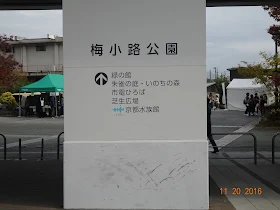 梅小路公園
緑の館
朱雀の庭・いのちの森
市電ひろば
芝生広場
京都水族館
11 20 2016